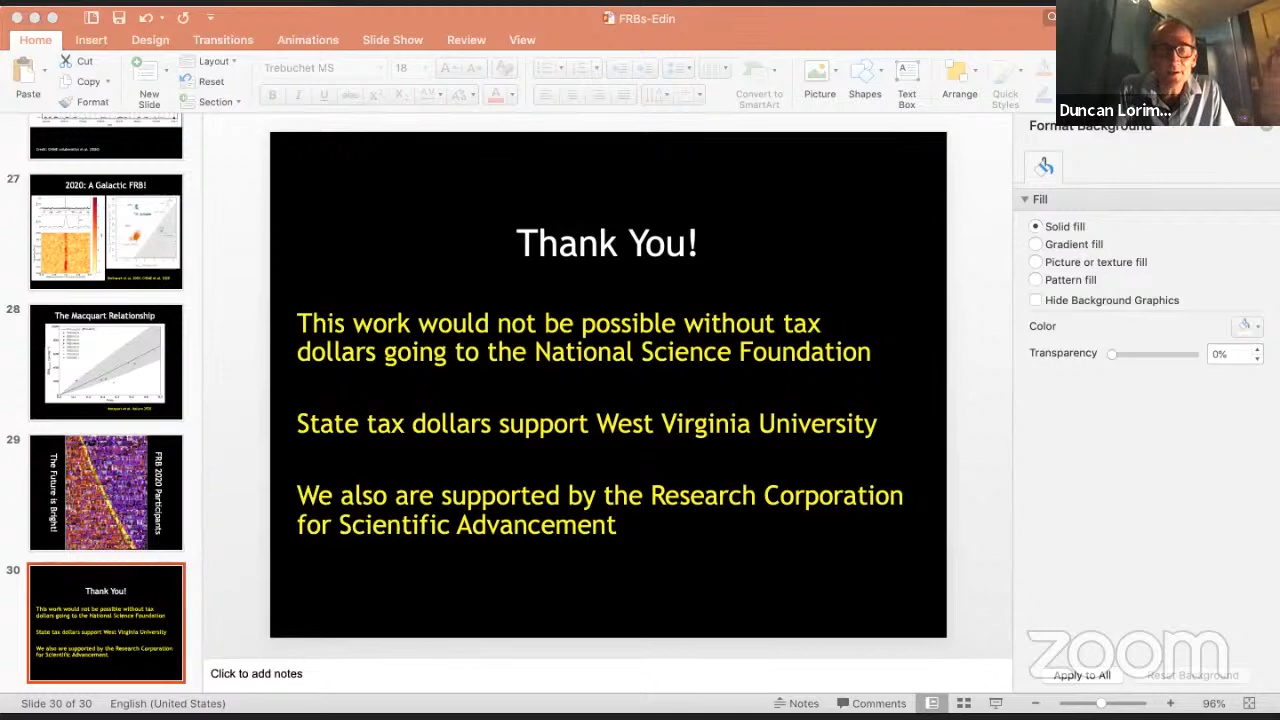 FRBs-Edin
Home Insert Design Transitions Animations Slide Show Review View
Paste
Cut
Copy
Format
New
Slide
Layout
Reset
Section
Trebuchet MS 18
Convert to
SmartArt
Picture
Shapes
Text
Box
Arrange
Quick
Styles
Duncan Lorim...
27
2020: A Galactic FRB!
28
The Macquart Relationship
29
The Future is Bright!
FRB 2020 Participants
30
Thank You!
This work would not be possible without tax
dollars going to the National Science Foundation
State tax dollars support West Virginia University
We also are supported by the Research Corporation
for Scientific Advancement
Thank You!
This work would not be possible without tax
dollars going to the National Science Foundation
State tax dollars support West Virginia University
We also are supported by the Research Corporation
for Scientific Advancement
Click to add notes
Format Background
Fill
Solid fill
Gradient fill
Picture or texture fill
Pattern fill
Hide Background Graphics
Color
Transparency 0%
Apply to All Reset Background
zoom
Slide 30 of 30 English (United States) Notes Comments 96%